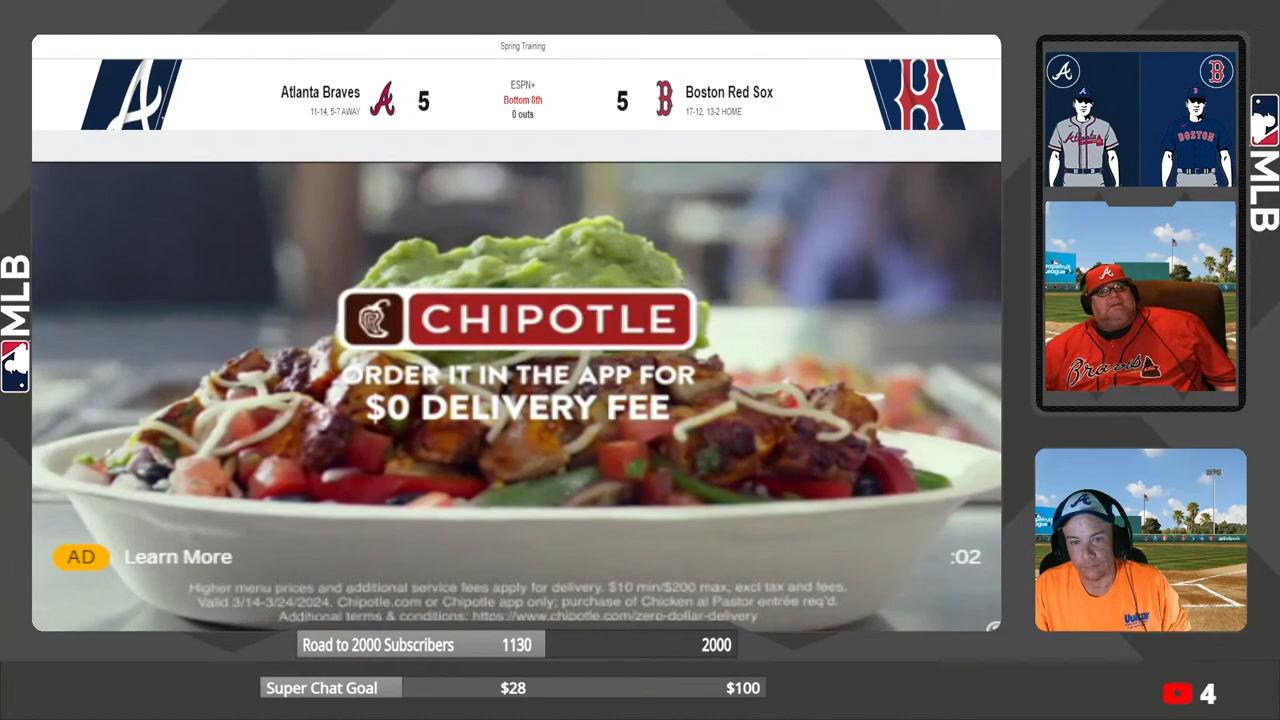 Spring Training
Atlanta Braves
11-14, 5-7 AWAY
5
ESPN+
Bottom 8th
0 outs
5
Boston Red Sox
17-12, 13-2 HOME
CHIPOTLE
ORDER IT IN THE APP FOR
$0 DELIVERY FEE
AD Learn More :02
Higher menu prices and additional service fees apply for delivery. $10 min/$200 max, excl tax and fees.
Valid 3/14-3/24/2024. Chipotle.com or Chipotle app only; purchase of Chicken al Pastor entrée req'd.
Additional terms & conditions: https://www.chipotle.com/zero-dollar-delivery
Road to 2000 Subscribers 1130 2000
Super Chat Goal $28 $100
4
MLB
MLB
Braves
BOSTON
Braves